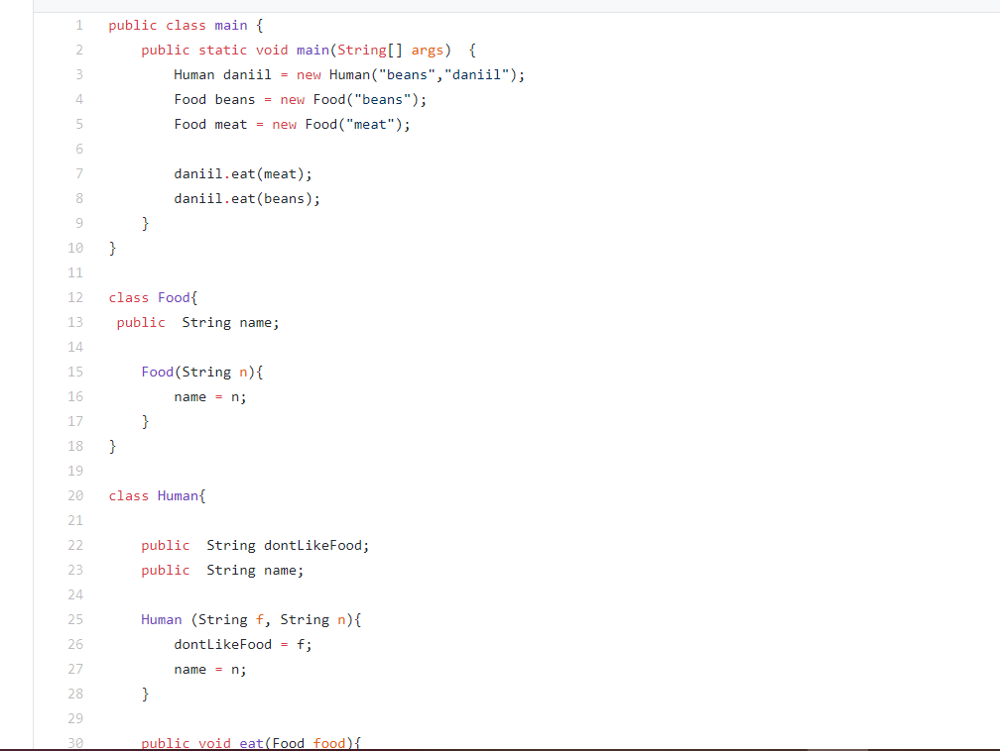 1 public class main {
2 public static void main(String[] args)  {
3 Human daniil = new Human("beans","daniil");
4 Food beans = new Food("beans");
5 Food meat = new Food("meat");
6
7 daniil.eat(meat);
8 daniil.eat(beans);
9 }
10 }
11
12 class Food{
13 public  String name;
14
15 Food(String n){
16 name = n;
17 }
18 }
19
20 class Human{
21
22 public  String dontLikeFood;
23 public  String name;
24
25 Human (String f, String n){
26 dontLikeFood = f;
27 name = n;
28 }
29
30 public void eat(Food food){